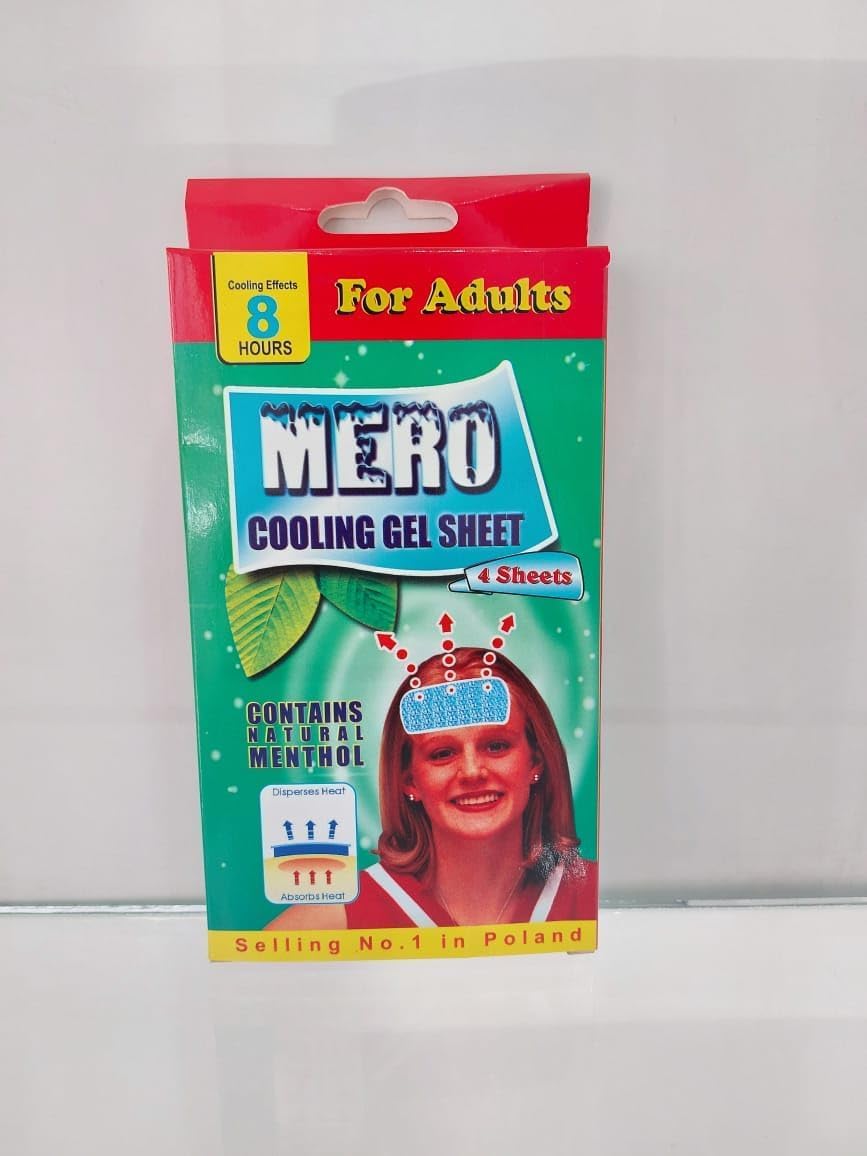 Cooling Effects
8
HOURS
For Adults
MERO
COOLING GEL SHEET
4 Sheets
CONTAINS
NATURAL
MENTHOL
Disperses Heat
Absorbs Heat
Selling No.1 in Poland